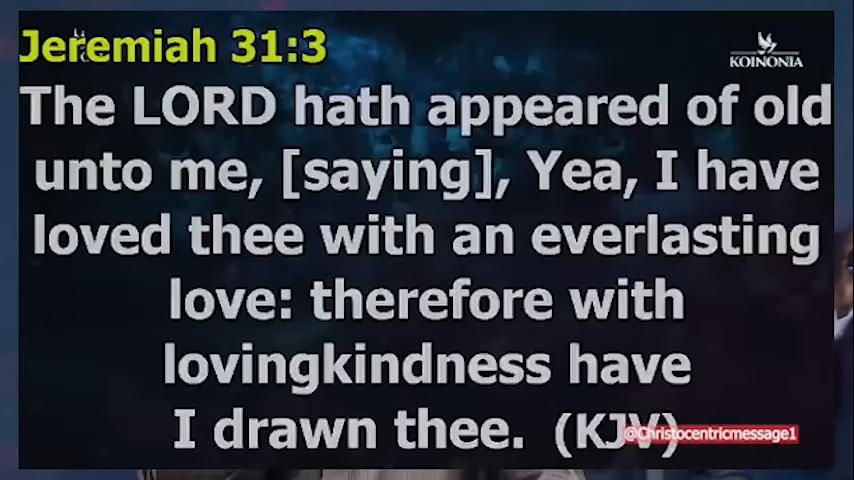 Jeremiah 31:3
KOINONIA
The LORD hath appeared of old
unto me, [saying], Yea, I have
loved thee with an everlasting
love: therefore with
lovingkindness have
I drawn thee. (KJV)
@Christocentricmessage1